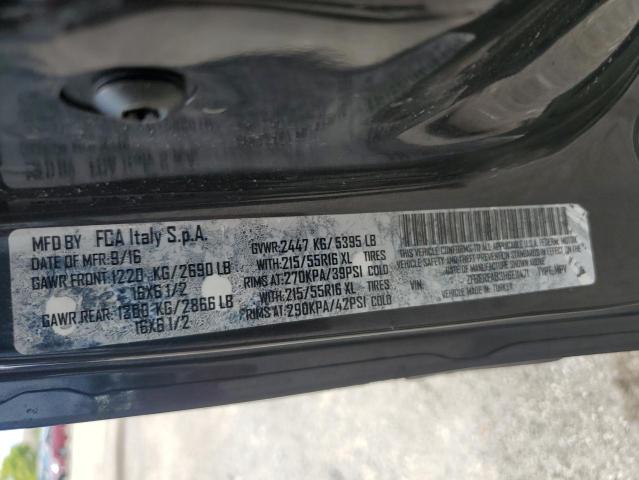 MFD BY FCA Italy S.p.A.
DATE OF MFR: 9/16 GVWR: 2447 KG/5395 LB
GAWR FRONT: 1220 KG/2690 LB WITH: 215/55R16 XL TIRES
16X6 1/2 RIMS AT: 270KPA/39PSI COLD
GAWR REAR: 1300 KG/2866 LB WITH: 215/55R16 XL TIRES
16X6 1/2 RIMS AT: 290KPA/42PSI COLD
THIS VEHICLE CONFORMS TO ALL APPLICABLE U.S.A. FEDERAL MOTOR
VEHICLE SAFETY, BUMPER, AND
THEFT PREVENTION STANDARDS IN EFFECT ON THE DATE OF
MANUFACTURE SHOWN ABOVE.
VIN: TYPE: MPV
MADE IN: TURKEY